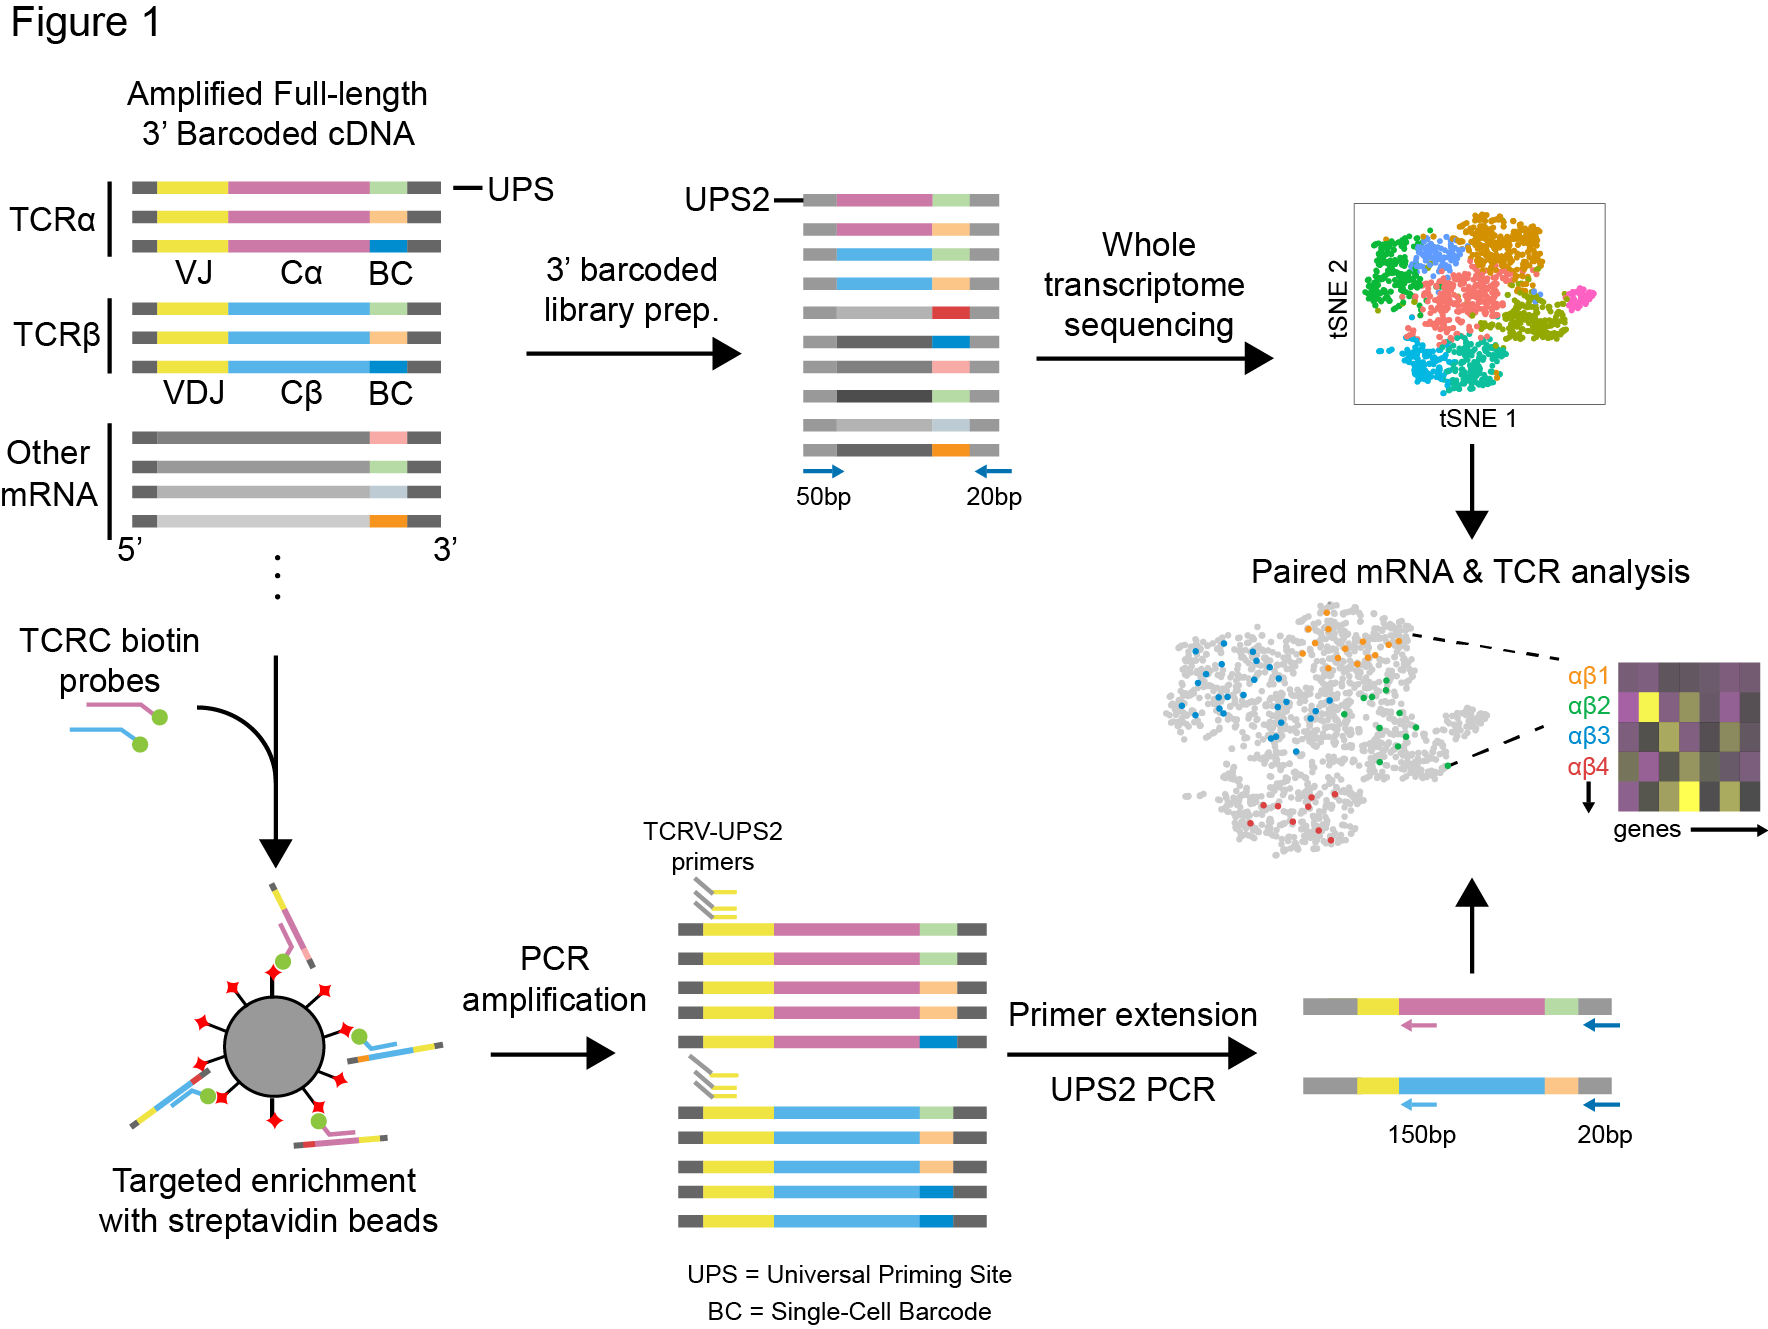 Figure 1
Amplified Full-length
3’ Barcoded cDNA
TCRα
UPS
VJ Cα BC
TCRβ
VDJ Cβ BC
Other
mRNA
5’ 3’
3’ barcoded
library prep.
UPS2
50bp 20bp
Whole
transcriptome
sequencing
tSNE 2
tSNE 1
Paired mRNA & TCR analysis
αβ1
αβ2
αβ3
αβ4
genes
TCRC biotin
probes
Targeted enrichment
with streptavidin beads
PCR
amplification
TCRV-UPS2
primers
Primer extension
UPS2 PCR
150bp 20bp
UPS = Universal Priming Site
BC = Single-Cell Barcode